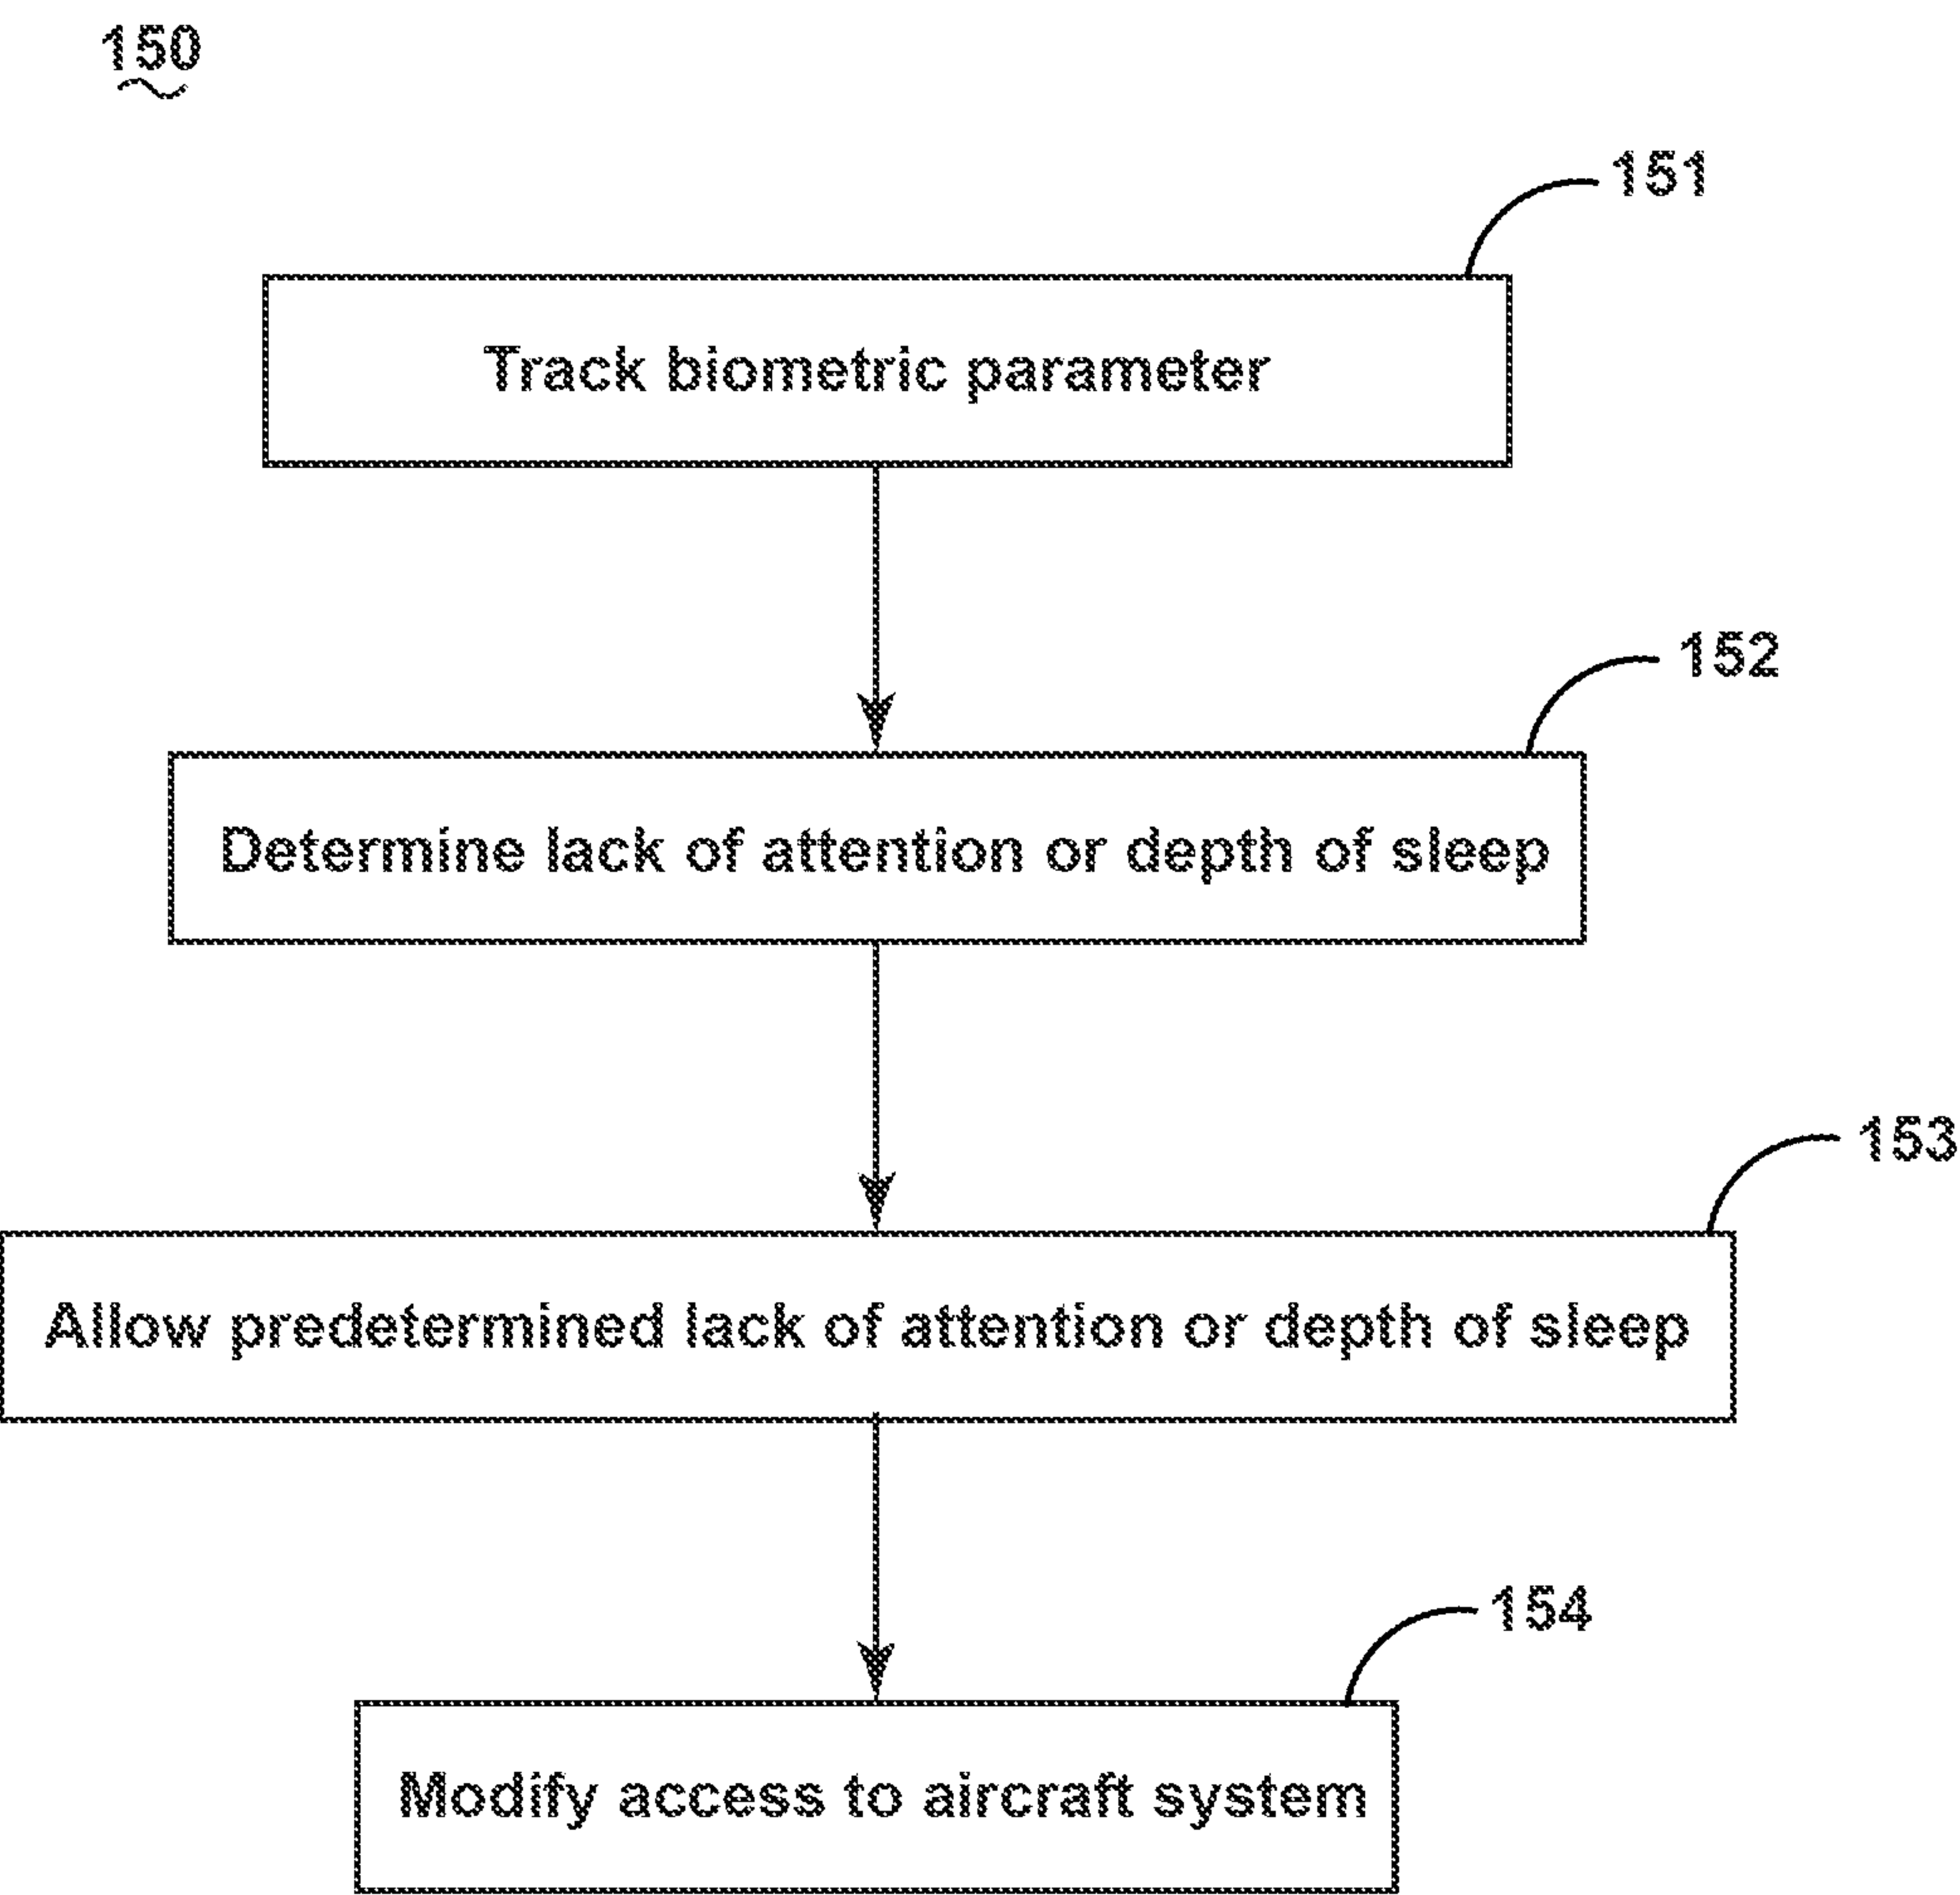 150
151
Track biometric parameter
152
Determine lack of attention or depth of sleep
153
Allow predetermined lack of attention or depth of sleep
154
Modify access to aircraft system